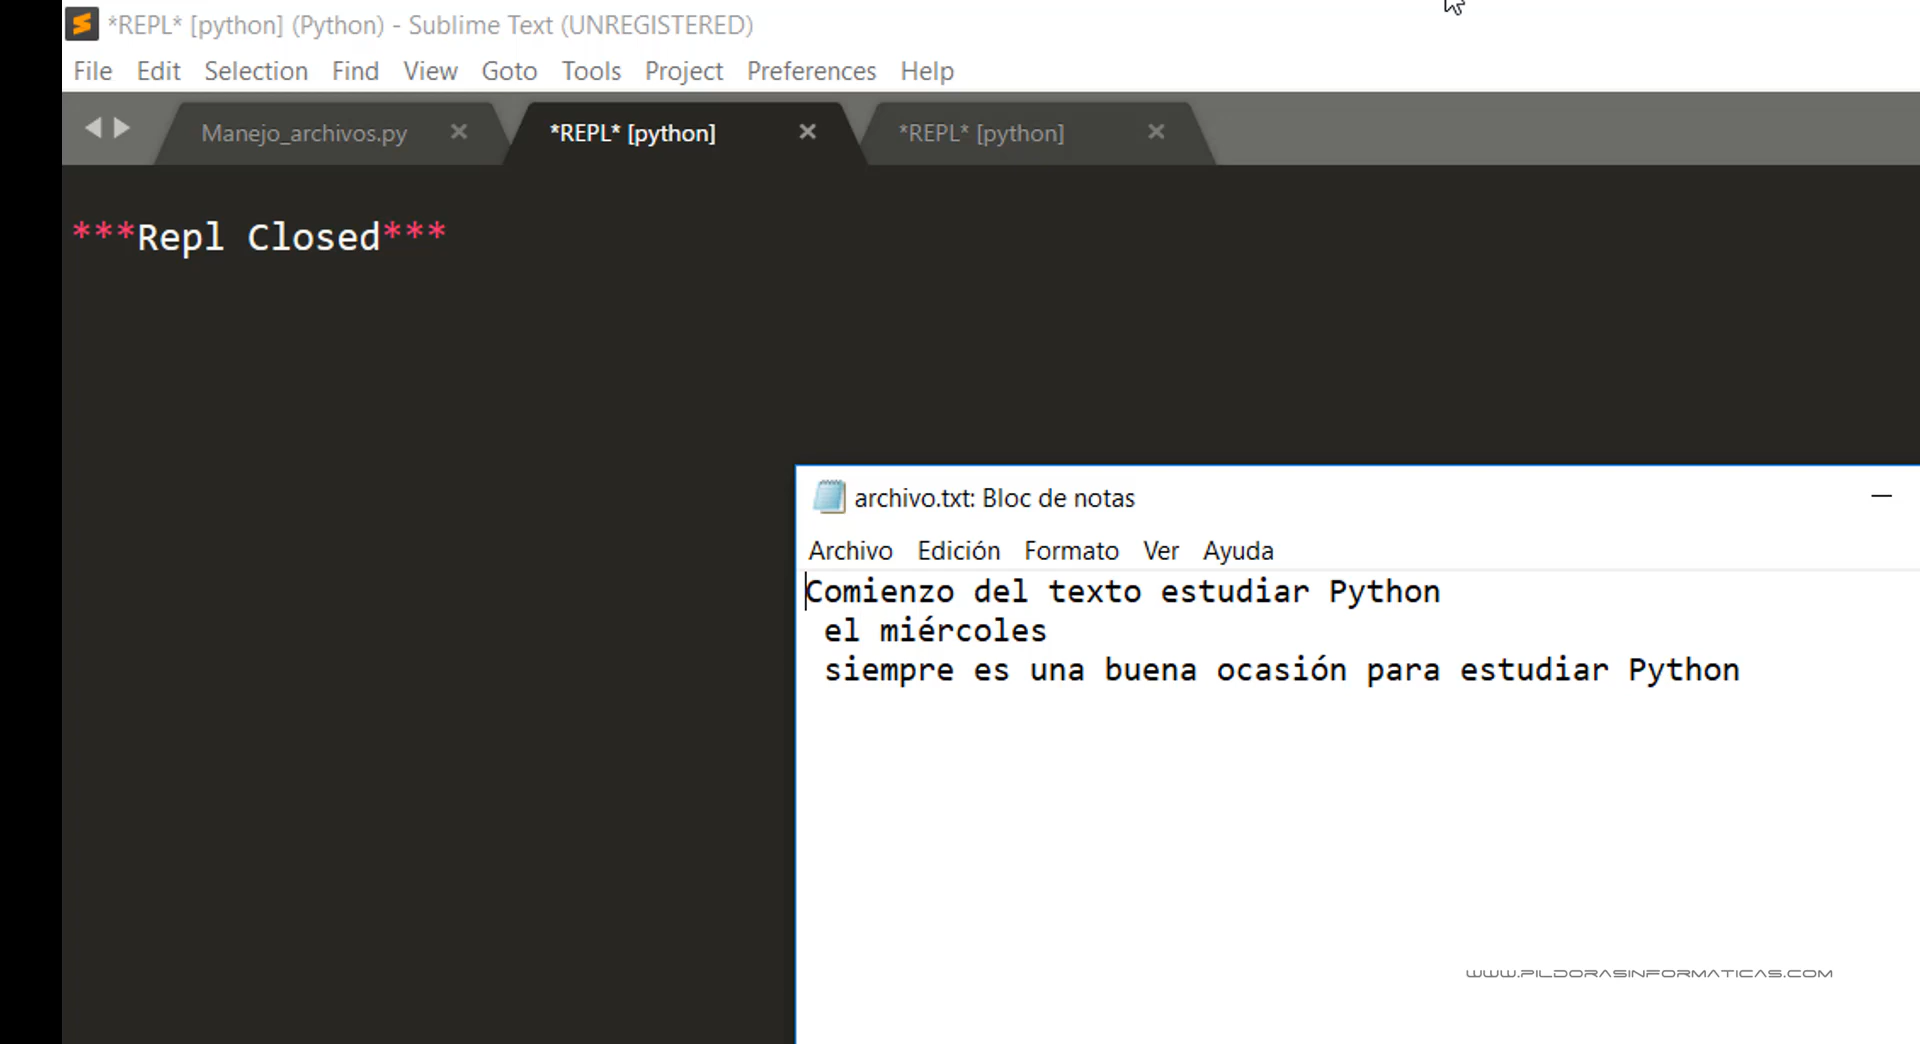 *REPL* [python] (Python) - Sublime Text (UNREGISTERED)
File Edit Selection Find View Goto Tools Project Preferences Help
Manejo_archivos.py *REPL* [python] *REPL* [python]
***Repl Closed***
archivo.txt: Bloc de notas
Archivo Edición Formato Ver Ayuda
Comienzo del texto estudiar Python
el miércoles
siempre es una buena ocasión para estudiar Python
WWW.PILDORASINFORMATICAS.COM